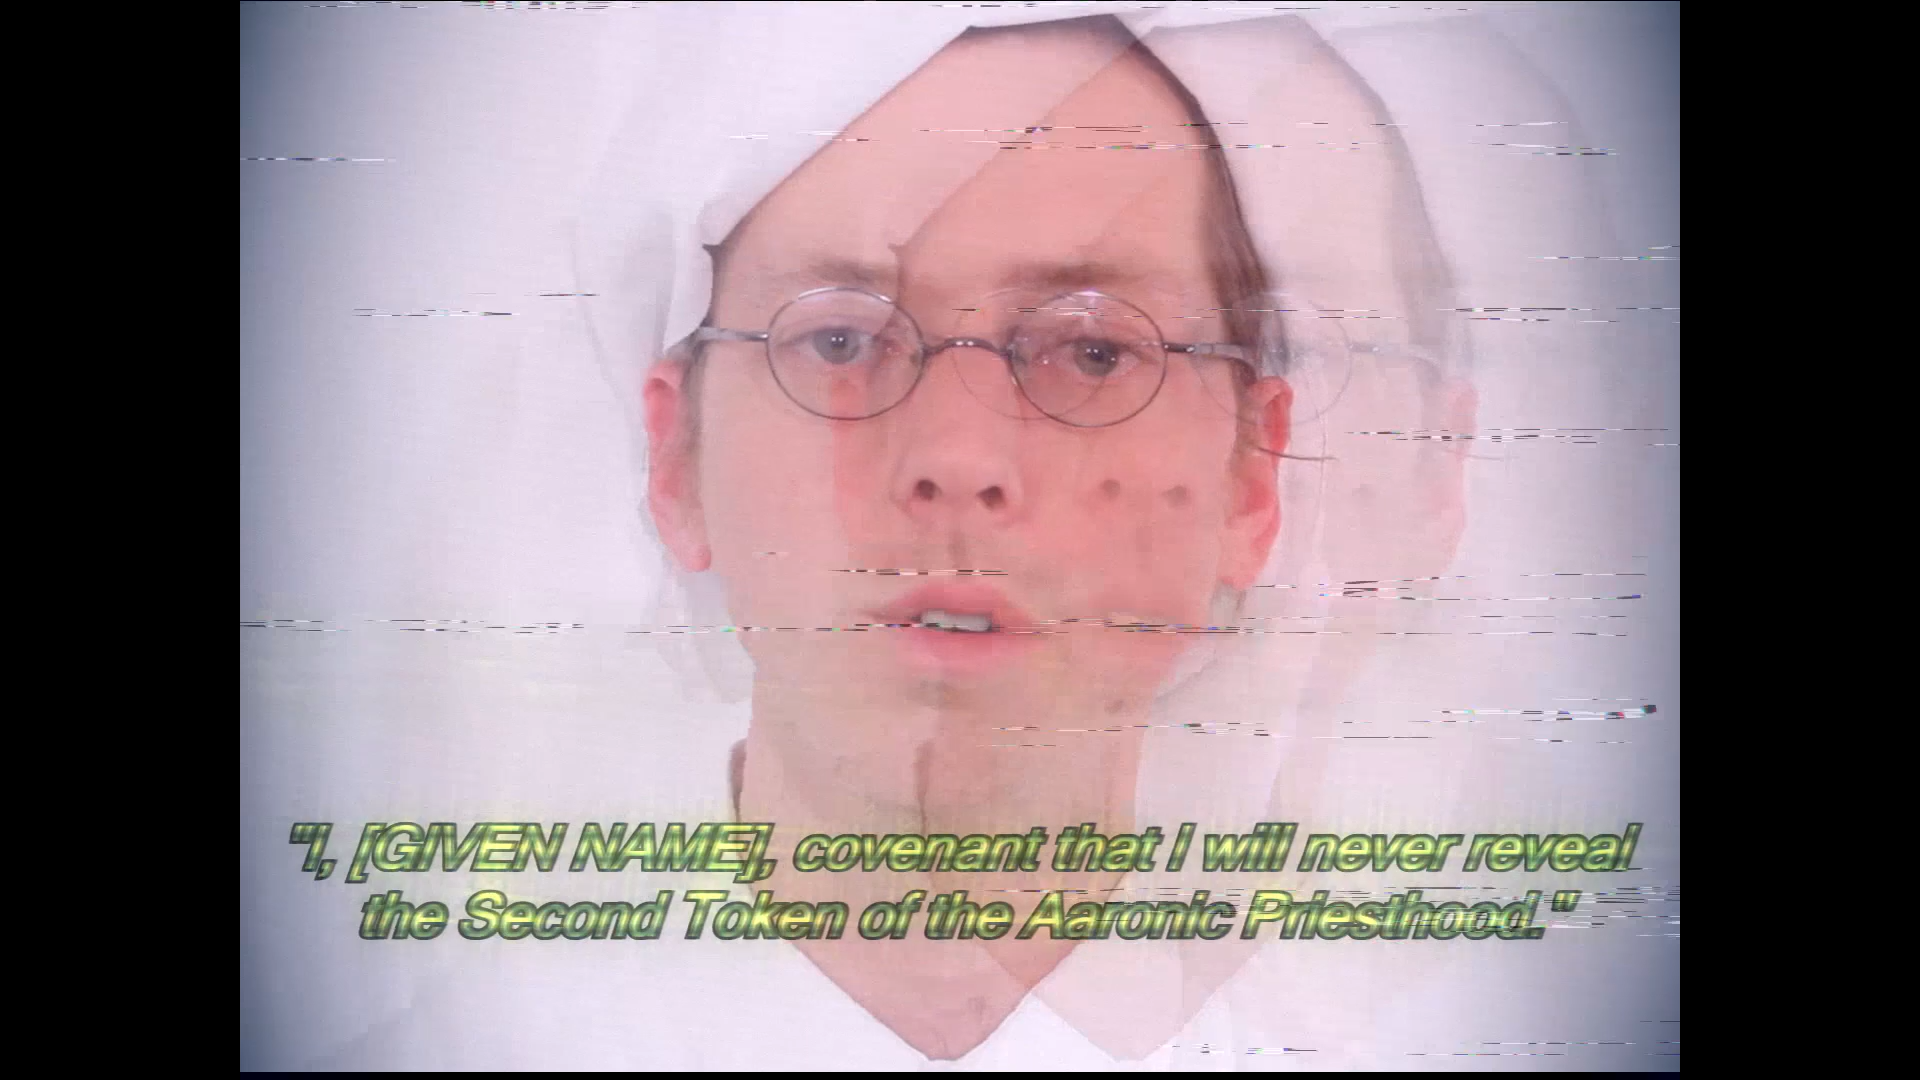 "I, [GIVEN NAME], covenant that I will never reveal
the Second Token of the Aaronic Priesthood."